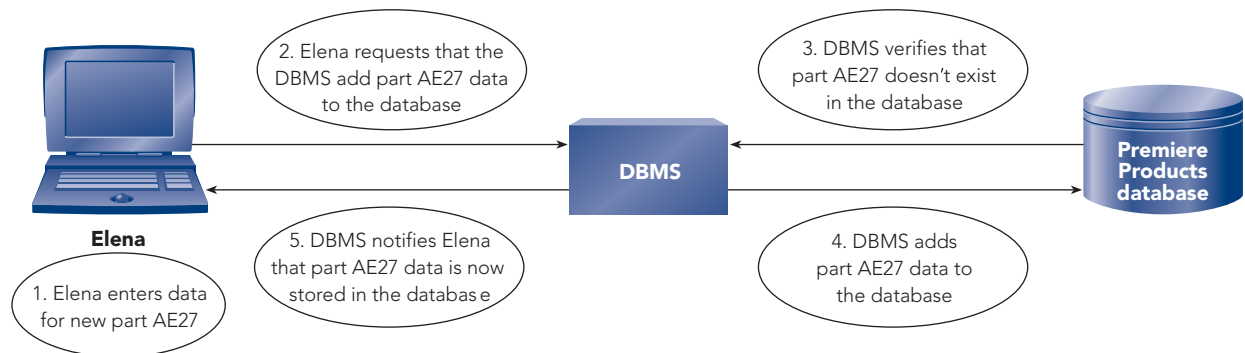 2. Elena requests that the
DBMS add part AE27 data
to the database
3. DBMS verifies that
part AE27 doesn't exist
in the database
DBMS
Premiere
Products
database
Elena
1. Elena enters data
for new part AE27
5. DBMS notifies Elena
that part AE27 data is now
stored in the database
4. DBMS adds
part AE27 data to
the database